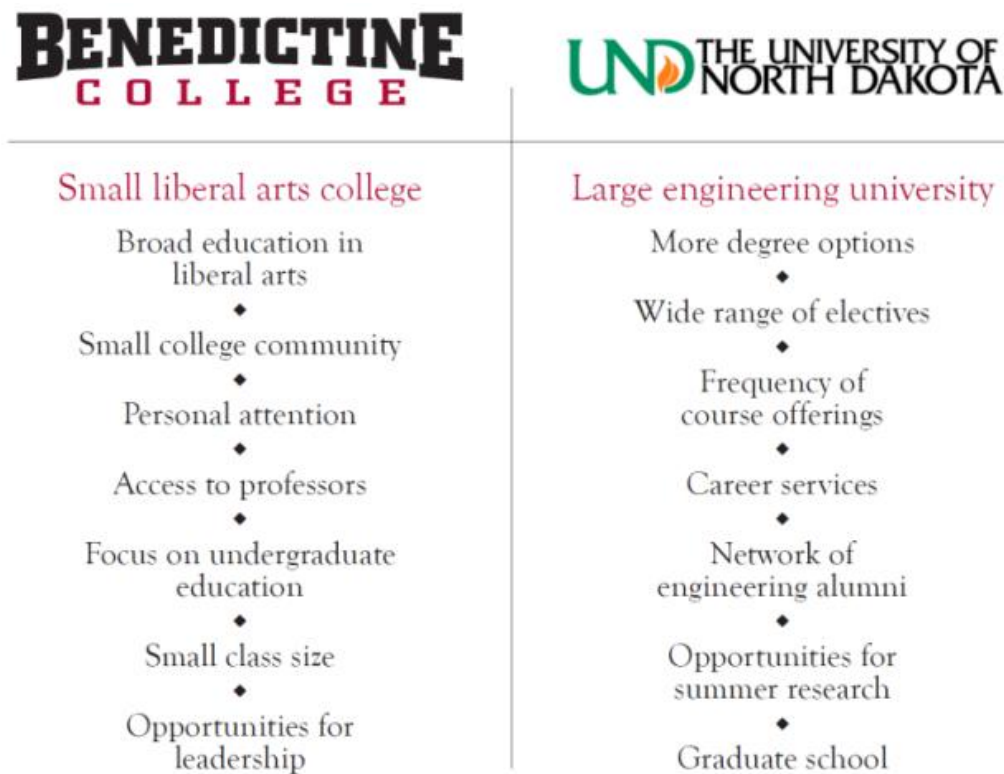 BENEDICTINE
COLLEGE
Small liberal arts college
Broad education in
liberal arts
Small college community
Personal attention
Access to professors
Focus on undergraduate
education
Small class size
Opportunities for
leadership
UND THE UNIVERSITY OF
NORTH DAKOTA
Large engineering university
More degree options
Wide range of electives
Frequency of
course offerings
Career services
Network of
engineering alumni
Opportunities for
summer research
Graduate school